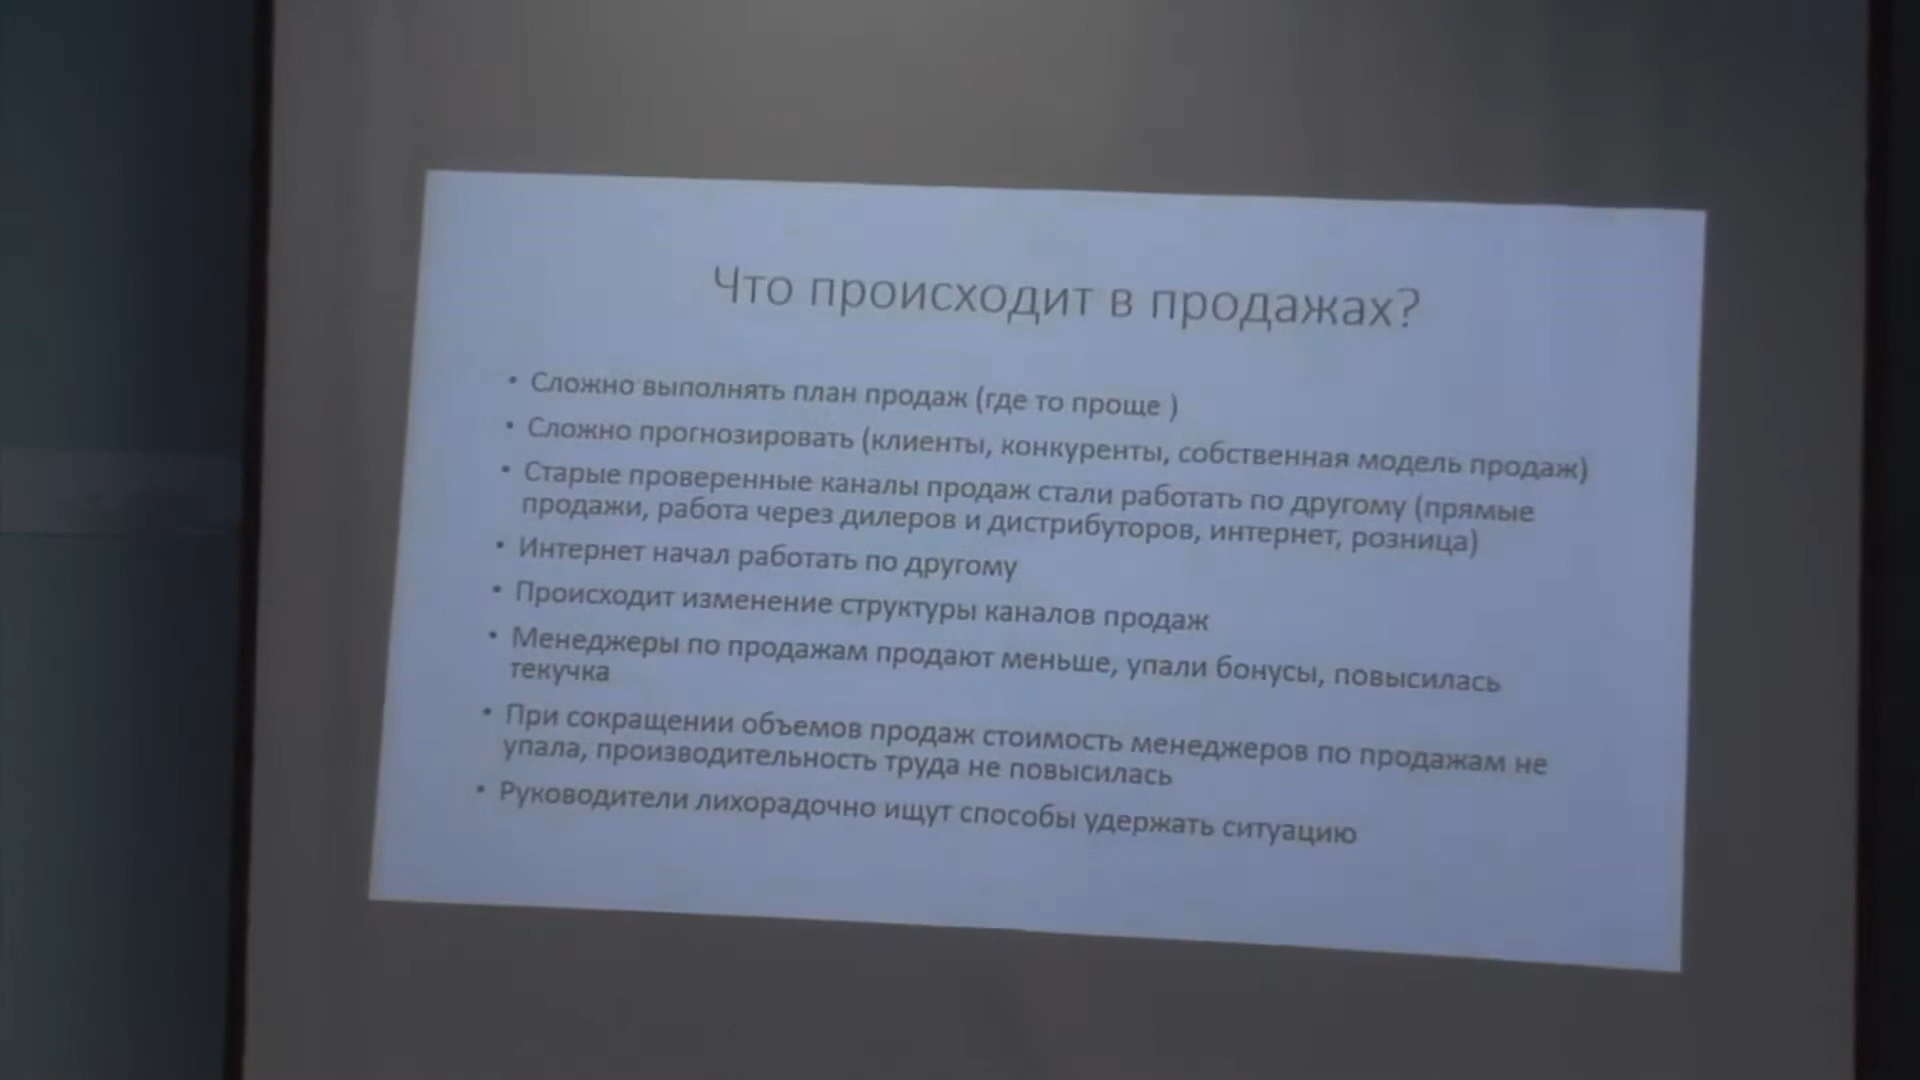 Что происходит в продажах?
• Сложно выполнять план продаж (где то проще )
• Сложно прогнозировать (клиенты, конкуренты, собственная модель продаж)
• Старые проверенные каналы продаж стали работать по другому (прямые
продажи, работа через дилеров и дистрибуторов, интернет, розница)
• Интернет начал работать по другому
• Происходит изменение структуры каналов продаж
• Менеджеры по продажам продают меньше, упали бонусы, повысилась
текучка
• При сокращении объемов продаж стоимость менеджеров по продажам не
упала, производительность труда не повысилась
• Руководители лихорадочно ищут способы удержать ситуацию